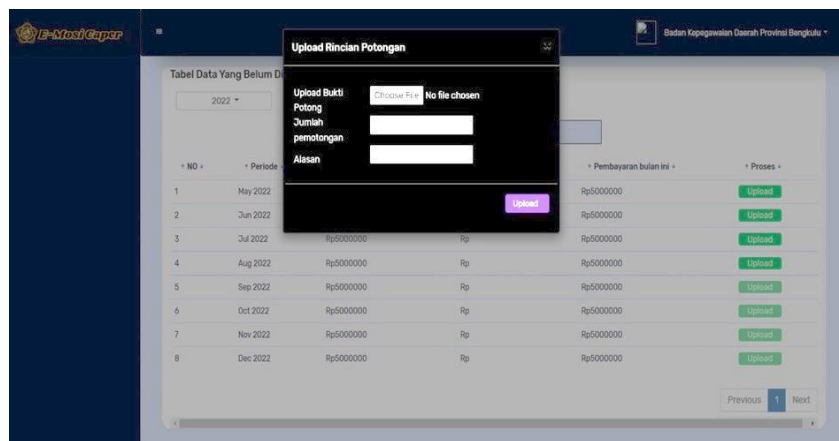 E-Mosi Caper
Badan Kepegawaian Daerah Provinsi Bengkulu
Upload Rincian Potongan
Upload Bukti Potong
Choose File No file chosen
Jumlah pemotongan
Alasan
Upload
Tabel Data Yang Belum Di
2022
NO Periode Pembayaran bulan ini Proses
1 May 2022 Rp5000000 Upload
2 Jun 2022 Rp5000000 Upload
3 Jul 2022 Rp5000000 Rp Rp5000000 Upload
4 Aug 2022 Rp5000000 Rp Rp5000000 Upload
5 Sep 2022 Rp5000000 Rp Rp5000000 Upload
6 Oct 2022 Rp5000000 Rp Rp5000000 Upload
7 Nov 2022 Rp5000000 Rp Rp5000000 Upload
8 Dec 2022 Rp5000000 Rp Rp5000000 Upload
Previous 1 Next